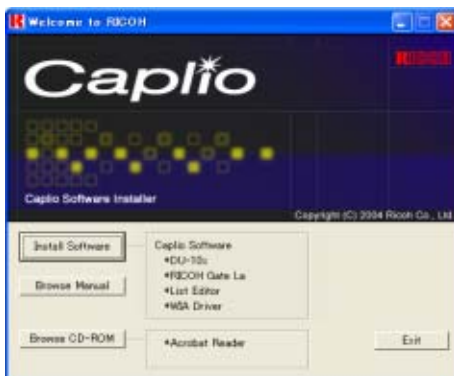 Welcome to RICOH
RICOH
Caplio
Caplio Software Installer
Copyright (C) 2004 Ricoh Co., Ltd
Install Software
Caplio Software
*DU-10x
*RICOH Gate La
*List Editor
*WIA Driver
Browse Manual
Browse CD-ROM
*Acrobat Reader
Exit